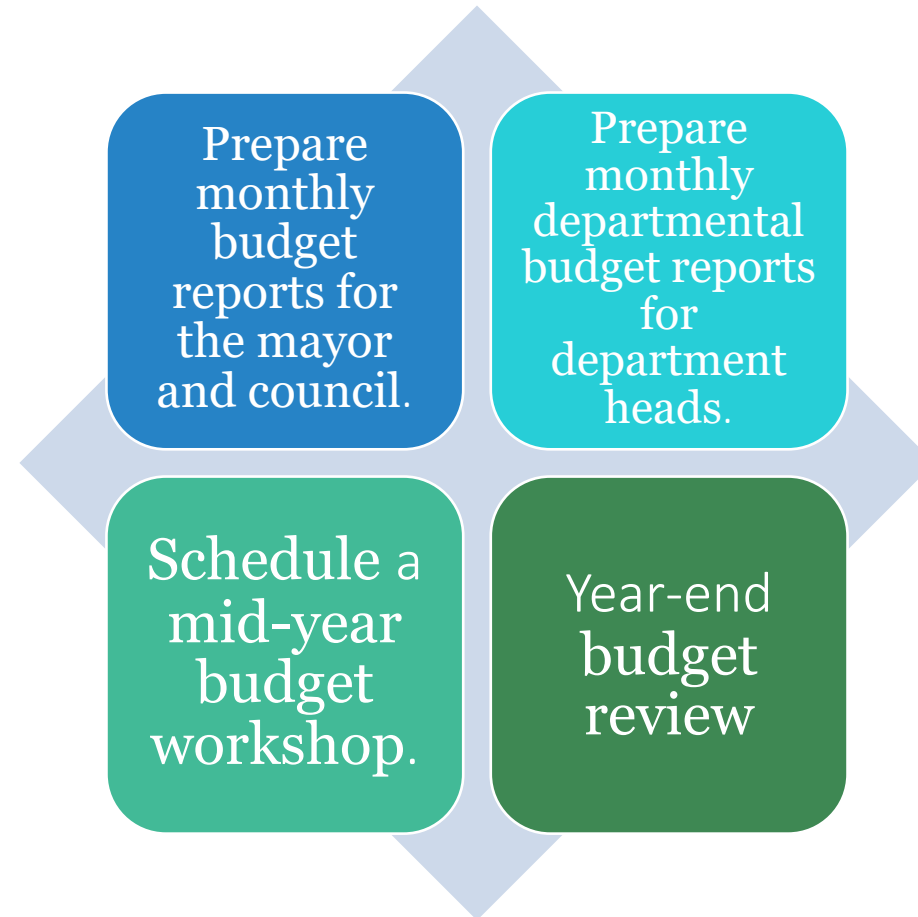 Prepare
monthly
budget
reports for
the mayor
and council.
Prepare
monthly
departmental
budget reports
for
department
heads.
Schedule a
mid-year
budget
workshop.
Year-end
budget
review